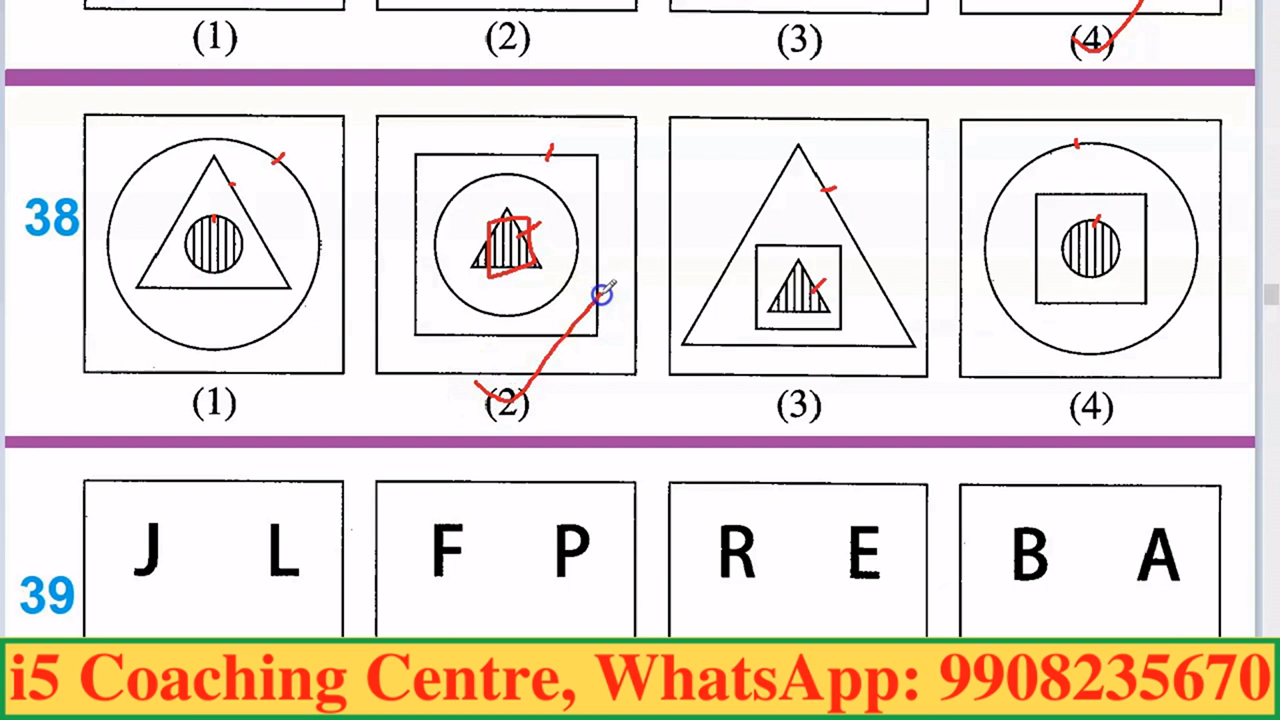 (1) (2) (3) (4)
38
(1) (2) (3) (4)
39
J L F P R E B A
i5 Coaching Centre, WhatsApp: 9908235670